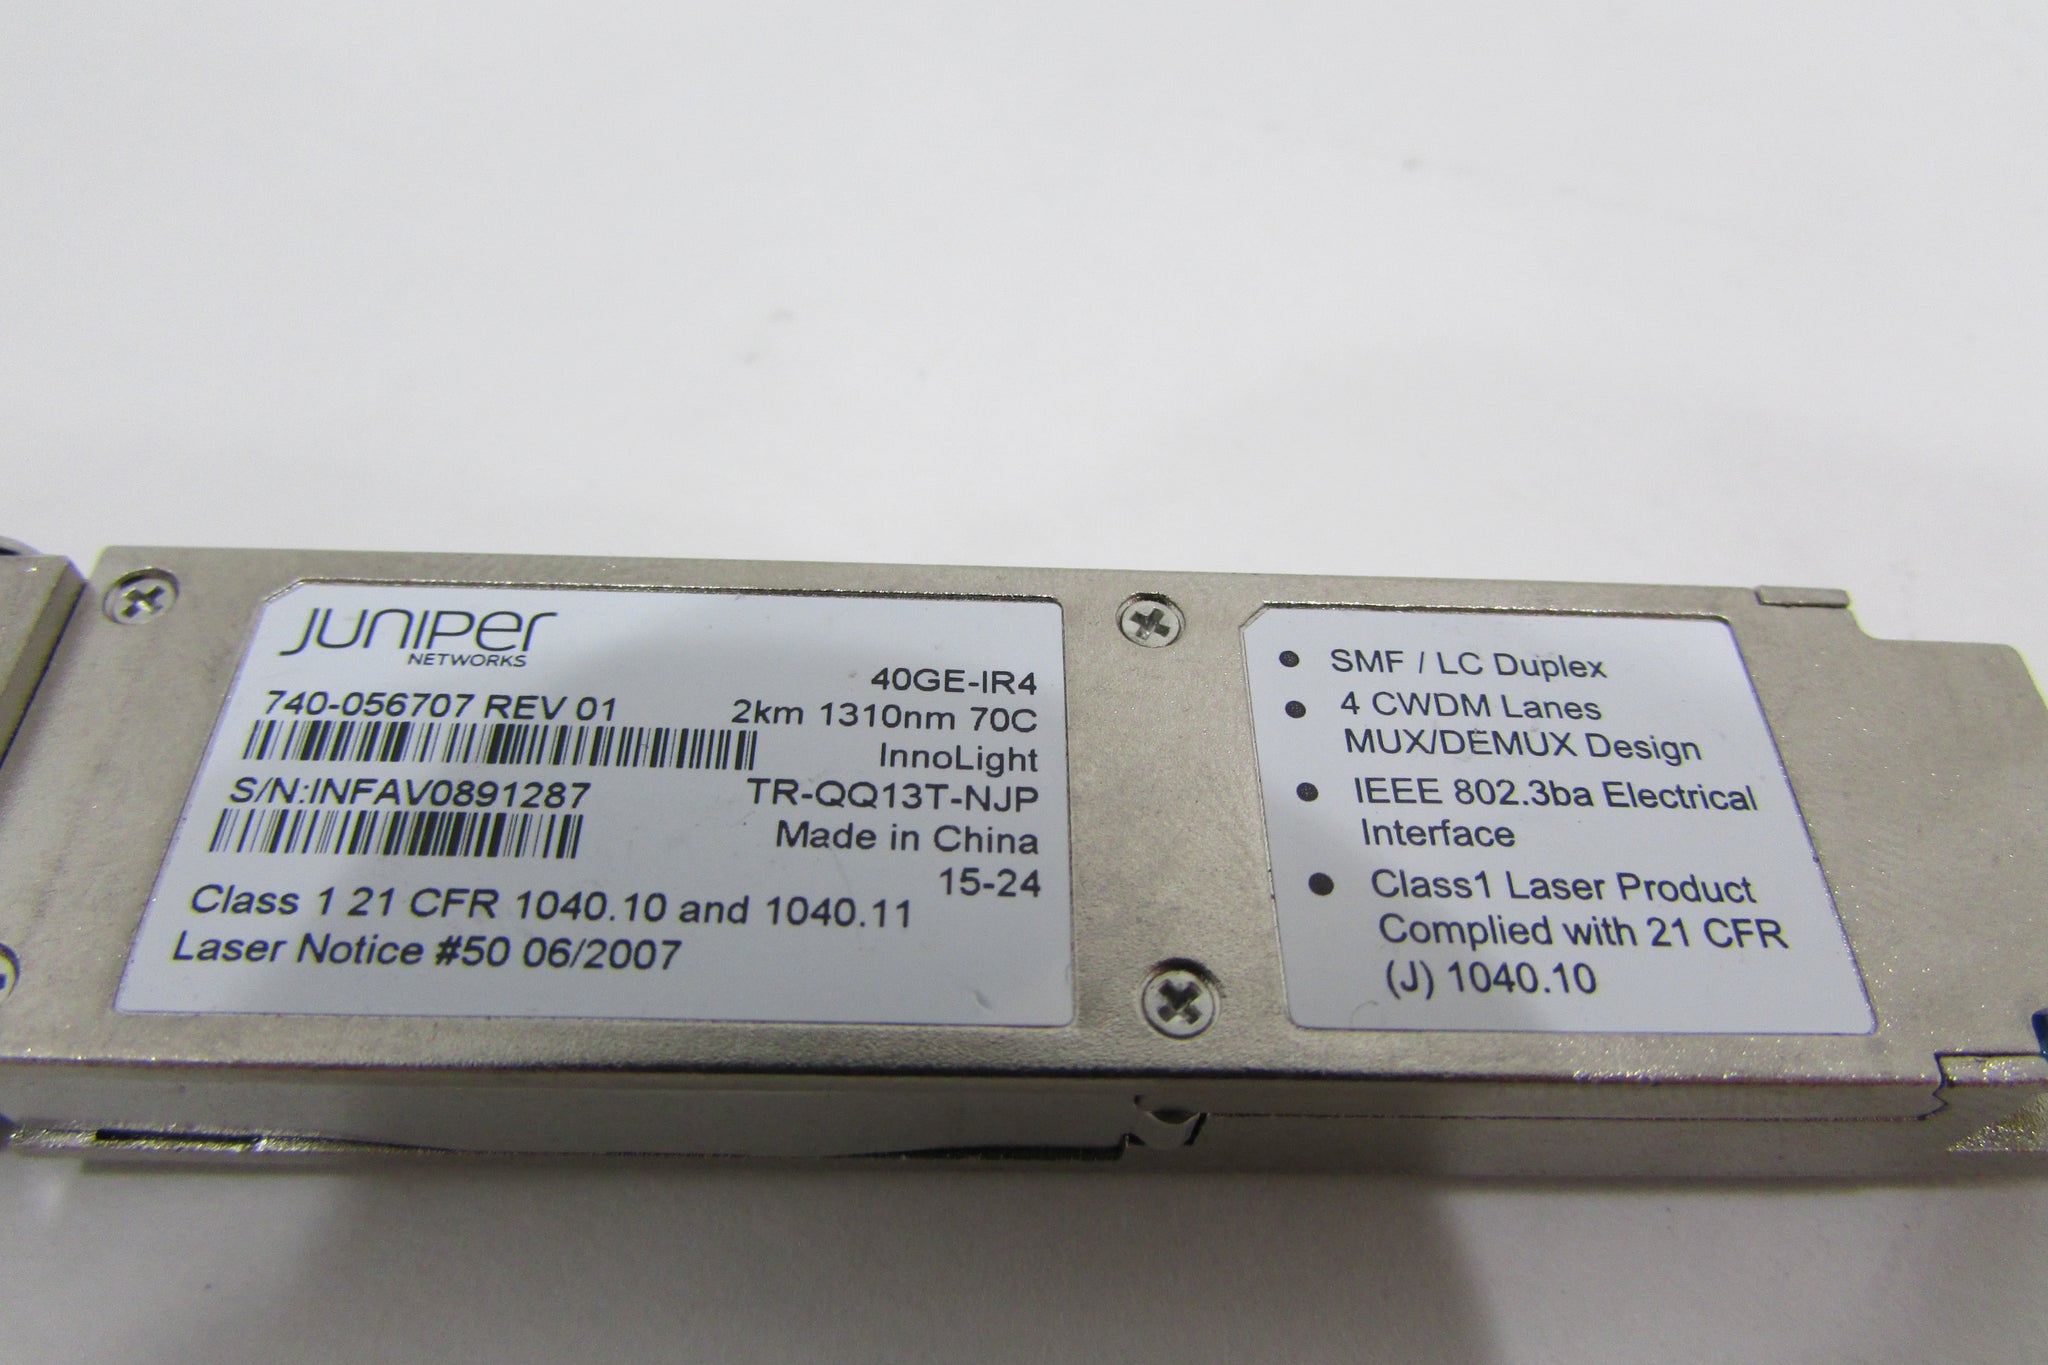 JUNIPER
NETWORKS
40GE-IR4
740-056707 REV 01
2km 1310nm 70C
InnoLight
S/N:INFAV0891287
TR-QQ13T-NJP
Made in China
15-24
Class 1 21 CFR 1040.10 and 1040.11
Laser Notice #50 06/2007
● SMF / LC Duplex
● 4 CWDM Lanes
MUX/DEMUX Design
● IEEE 802.3ba Electrical
Interface
● Class1 Laser Product
Complied with 21 CFR
(J) 1040.10